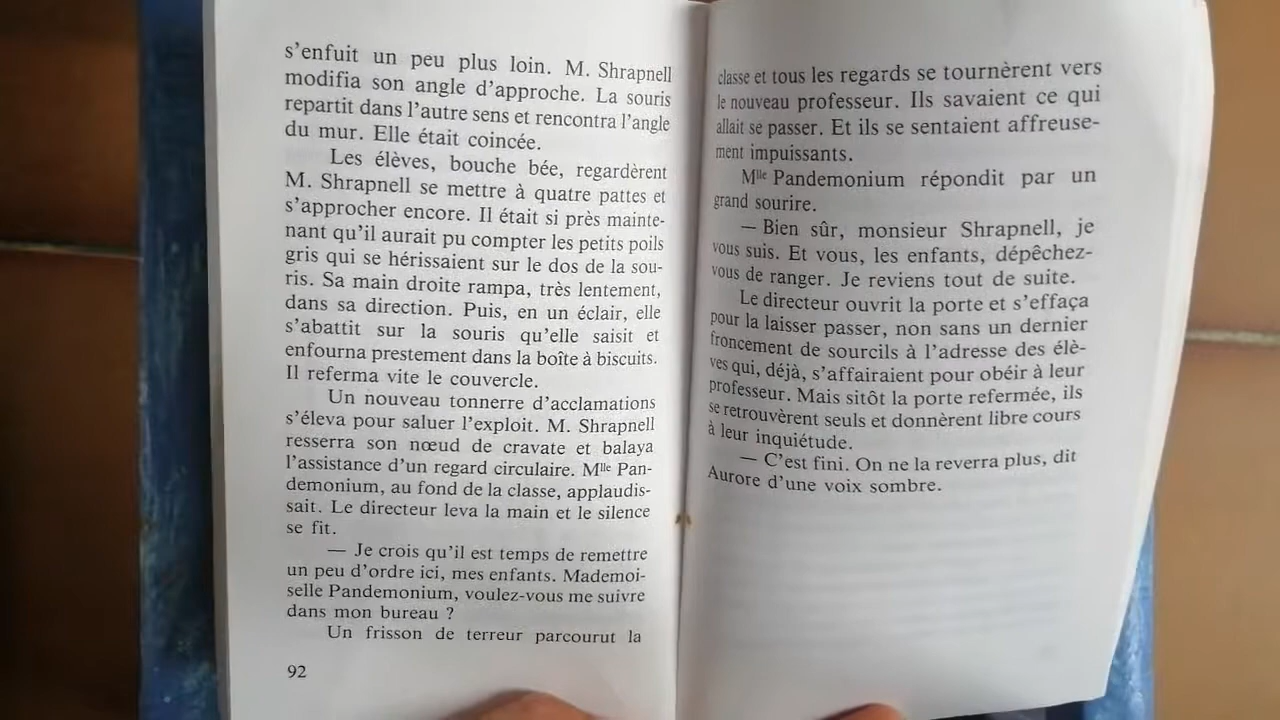 s'enfuit un peu plus loin. M. Shrapnell
modifia son angle d'approche. La souris
repartit dans l'autre sens et rencontra l'angle
du mur. Elle était coincée.
Les élèves, bouche bée, regardèrent
M. Shrapnell se mettre à quatre pattes et
s'approcher encore. Il était si près mainte-
nant qu'il aurait pu compter les petits poils
gris qui se hérissaient sur le dos de la sou-
ris. Sa main droite rampa, très lentement,
dans sa direction. Puis, en un éclair, elle
s'abattit sur la souris qu'elle saisit et
enfourna prestement dans la boîte à biscuits.
Il referma vite le couvercle.
Un nouveau tonnerre d'acclamations
s'éleva pour saluer l'exploit. M. Shrapnell
resserra son nœud de cravate et balaya
l'assistance d'un regard circulaire. Mlle Pan-
demonium, au fond de la classe, applaudis-
sait. Le directeur leva la main et le silence
se fit.
— Je crois qu'il est temps de remettre
un peu d'ordre ici, mes enfants. Mademoi-
selle Pandemonium, voulez-vous me suivre
dans mon bureau ?
Un frisson de terreur parcourut la
92
classe et tous les regards se tournèrent vers
le nouveau professeur. Ils savaient ce qui
allait se passer. Et ils se sentaient affreuse-
ment impuissants.
Mlle Pandemonium répondit par un
grand sourire.
— Bien sûr, monsieur Shrapnell, je
vous suis. Et vous, les enfants, dépêchez-
vous de ranger. Je reviens tout de suite.
Le directeur ouvrit la porte et s'effaça
pour la laisser passer, non sans un dernier
froncement de sourcils à l'adresse des élè-
ves qui, déjà, s'affairaient pour obéir à leur
professeur. Mais sitôt la porte refermée, ils
se retrouvèrent seuls et donnèrent libre cours
à leur inquiétude.
— C'est fini. On ne la reverra plus, dit
Aurore d'une voix sombre.